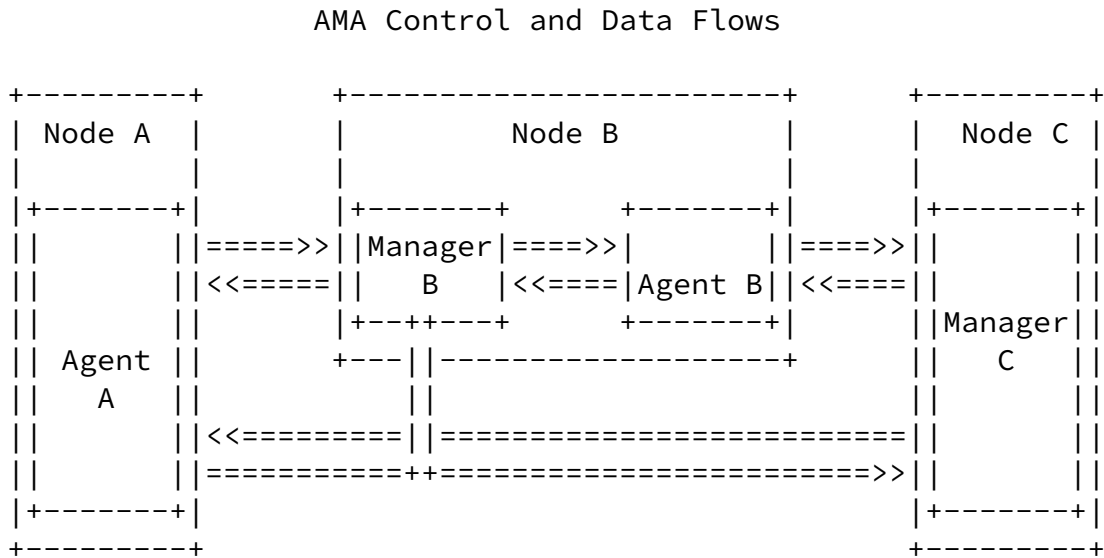 AMA Control and Data Flows
Node A Node B Node C
Manager
B Agent B
Manager
Agent C
A